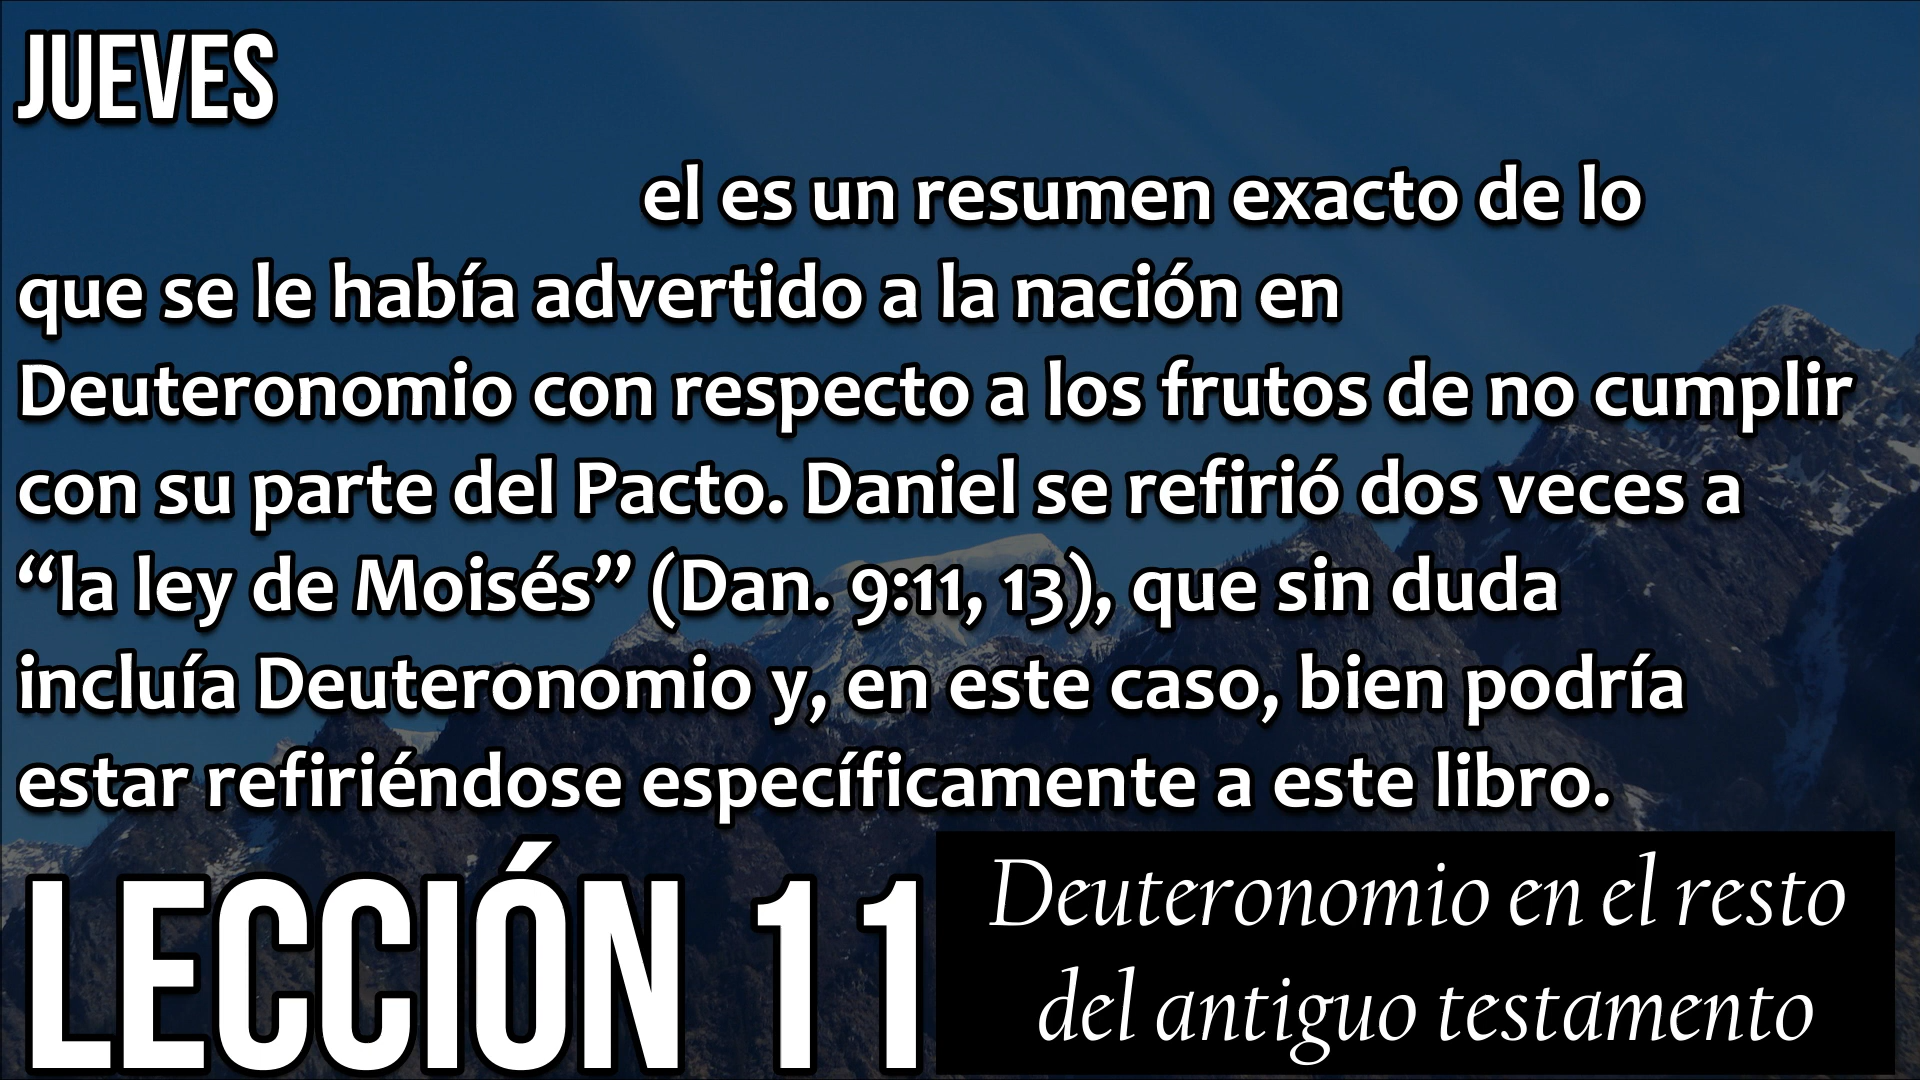 JUEVES
el es un resumen exacto de lo
que se le había advertido a la nación en
Deuteronomio con respecto a los frutos de no cumplir
con su parte del Pacto. Daniel se refirió dos veces a
“la ley de Moisés” (Dan. 9:11, 13), que sin duda
incluía Deuteronomio y, en este caso, bien podría
estar refiriéndose específicamente a este libro.
LECCIÓN 11
Deuteronomio en el resto
del antiguo testamento